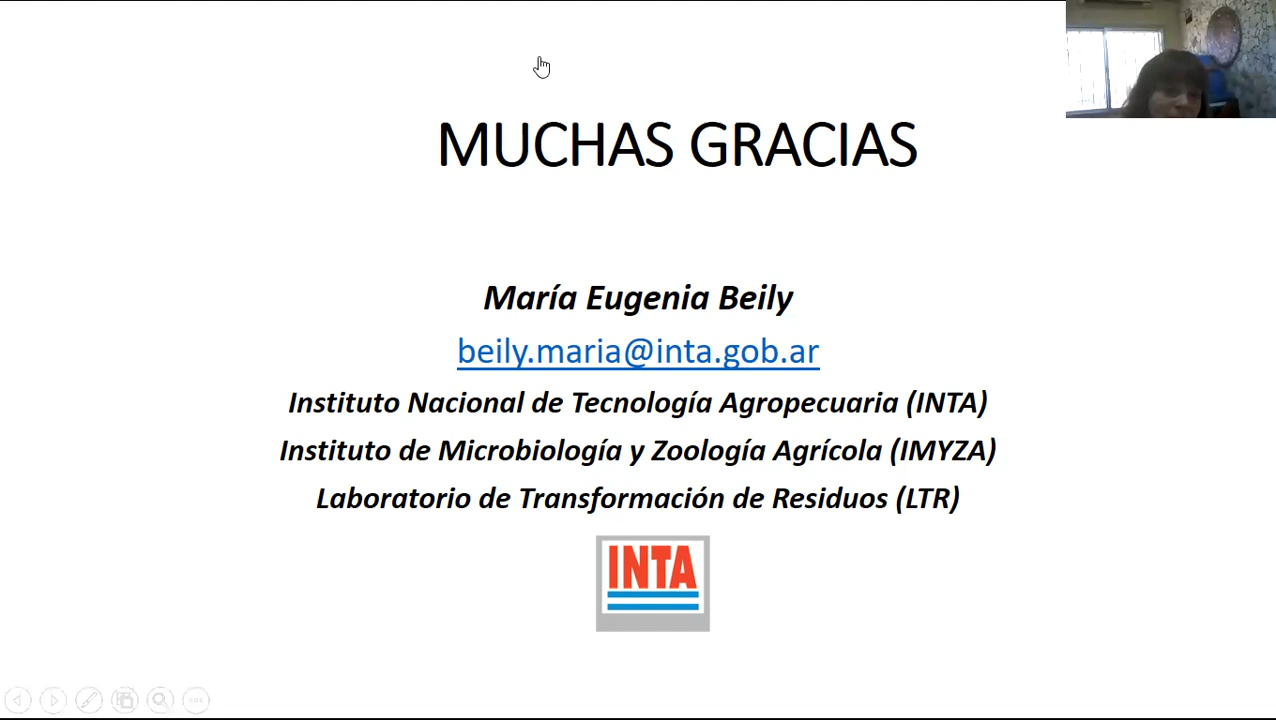 MUCHAS GRACIAS
María Eugenia Beily
beily.maria@inta.gob.ar
Instituto Nacional de Tecnología Agropecuaria (INTA)
Instituto de Microbiología y Zoología Agrícola (IMYZA)
Laboratorio de Transformación de Residuos (LTR)
INTA